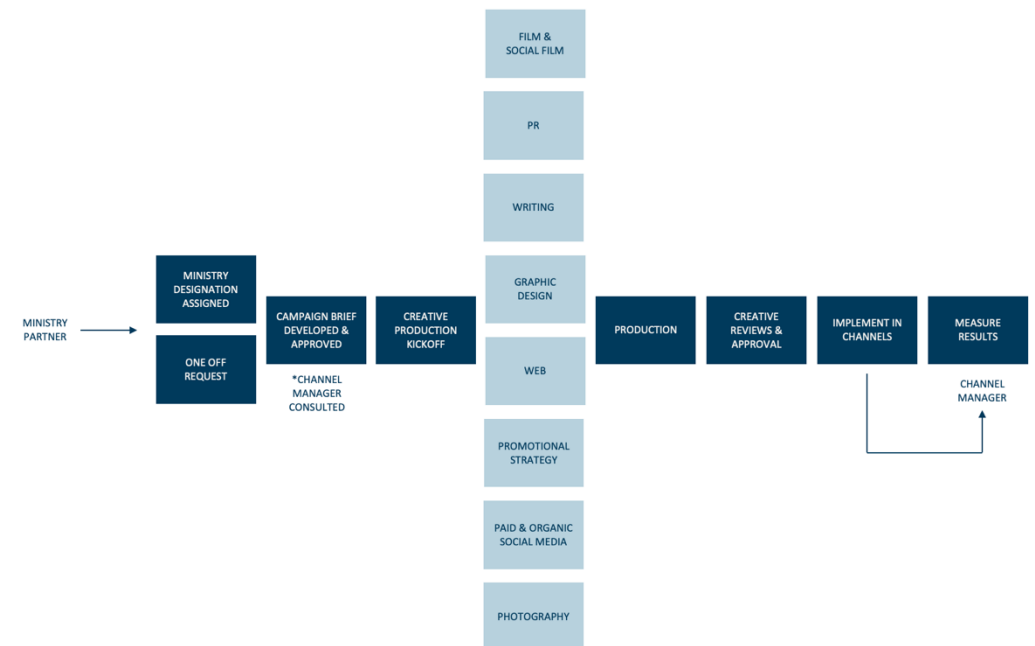 FILM &
SOCIAL FILM
PR
WRITING
MINISTRY
DESIGNATION
ASSIGNED
GRAPHIC
DESIGN
MINISTRY
PARTNER
CAMPAIGN BRIEF
DEVELOPED &
APPROVED
CREATIVE
PRODUCTION
KICKOFF
PRODUCTION
CREATIVE
REVIEWS &
APPROVAL
IMPLEMENT IN
CHANNELS
MEASURE
RESULTS
ONE OFF
REQUEST
WEB
*CHANNEL
MANAGER
CONSULTED
CHANNEL
MANAGER
PROMOTIONAL
STRATEGY
PAID & ORGANIC
SOCIAL MEDIA
PHOTOGRAPHY